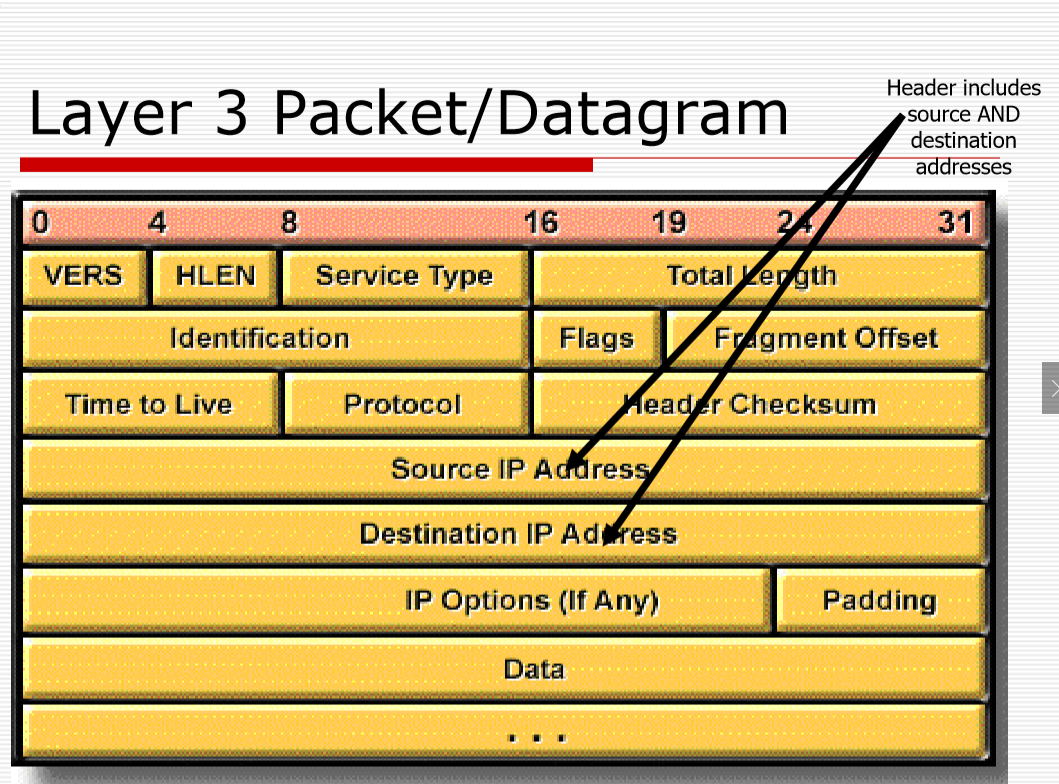 Layer 3 Packet/Datagram
Header includes
source AND
destination
addresses
0 4 8 16 19 24 31
VERS HLEN Service Type Total Length
Identification Flags Fragment Offset
Time to Live Protocol Header Checksum
Source IP Address
Destination IP Address
IP Options (If Any) Padding
Data
. . .